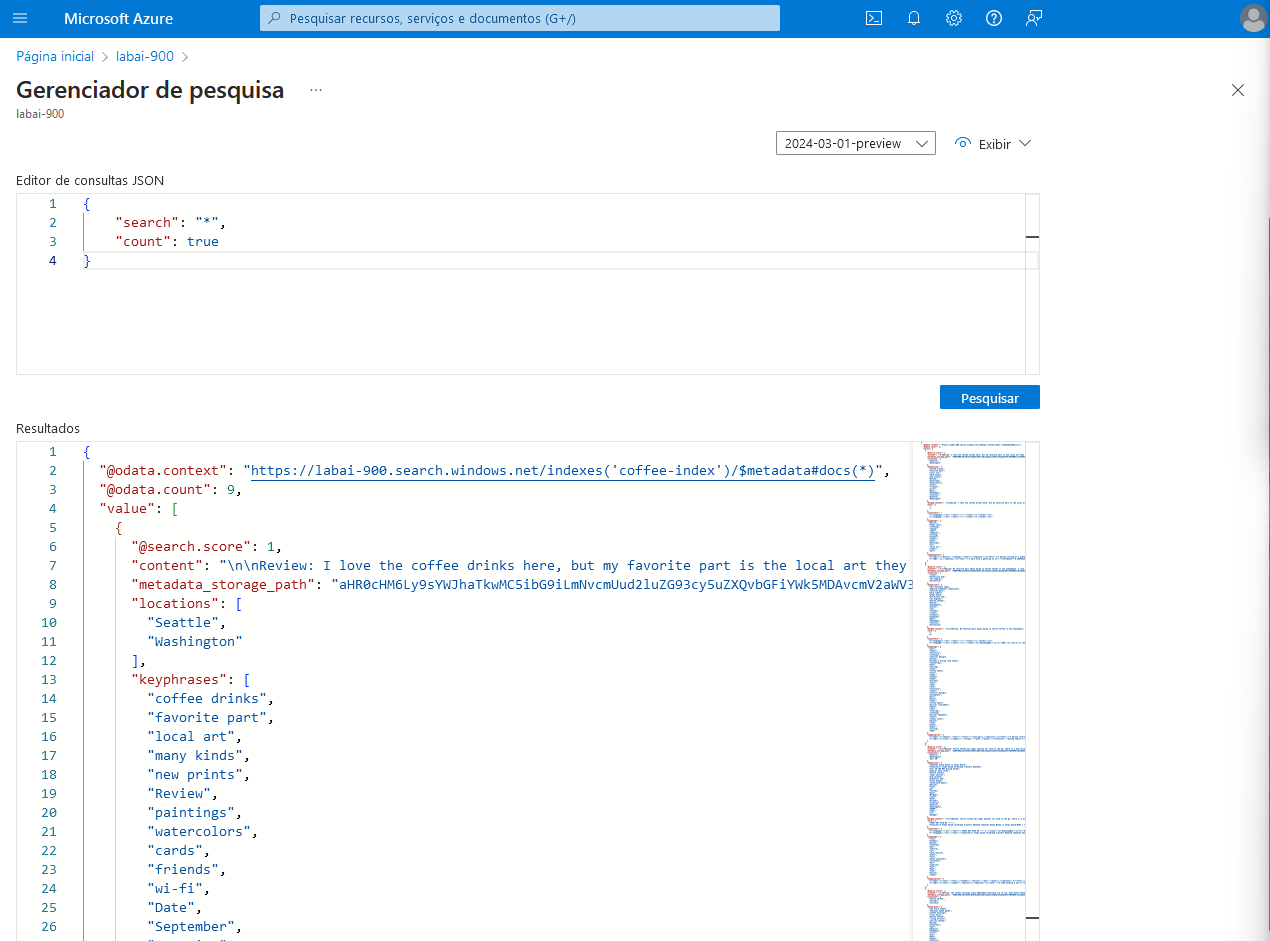 Microsoft Azure
Pesquisar recursos, serviços e documentos (G+/)
Página inicial > labai-900 >
Gerenciador de pesquisa ...
labai-900
2024-03-01-preview
Exibir
Editor de consultas JSON
1 {
2 "search": "*",
3 "count": true
4 }
Pesquisar
Resultados
1 {
2 "@odata.context": "https://labai-900.search.windows.net/indexes('coffee-index')/$metadata#docs(*)",
3 "@odata.count": 9,
4 "value": [
5 {
6 "@search.score": 1,
7 "content": "\n\nReview: I love the coffee drinks here, but my favorite part is the local art they
8 "metadata_storage_path":
9 "locations": [
10 "Seattle",
11 "Washington"
12 ],
13 "keyphrases": [
14 "coffee drinks",
15 "favorite part",
16 "local art",
17 "many kinds",
18 "new prints",
19 "Review",
20 "paintings",
21 "watercolors",
22 "cards",
23 "friends",
24 "wi-fi",
25 "Date",
26 "September",